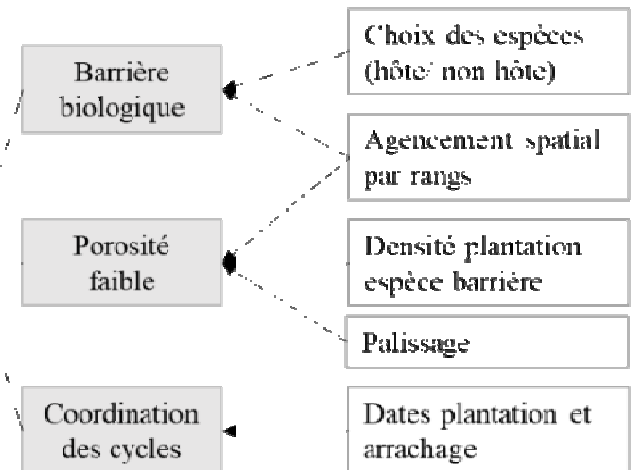 Barrière
biologique
Choix des espèces
(hôte/ non hôte)
Agencement spatial
par rangs
Porosité
faible
Densité plantation
espèce barrière
Palissage
Coordination
des cycles
Dates plantation et
arrachage